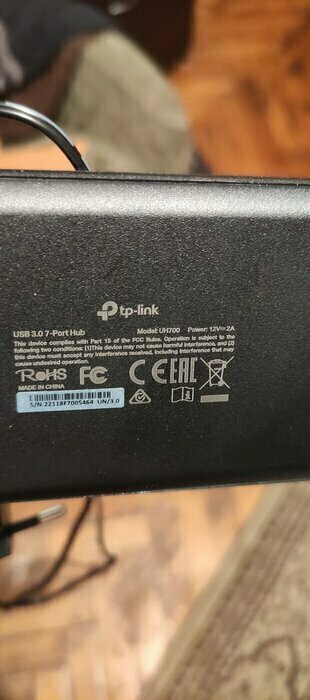 tp-link
USB 3.0 7-Port Hub Model: UH700 Power: 12V⎓2A
This device complies with Part 15 of the FCC Rules. Operation is subject to the
following two conditions: (1)This device may not cause harmful interference, and (2)
this device must accept any interference received, including interference that may
cause undesired operation.
RoHS FC CE EAC
MADE IN CHINA
S/N 22118F7005464 UN/3.0